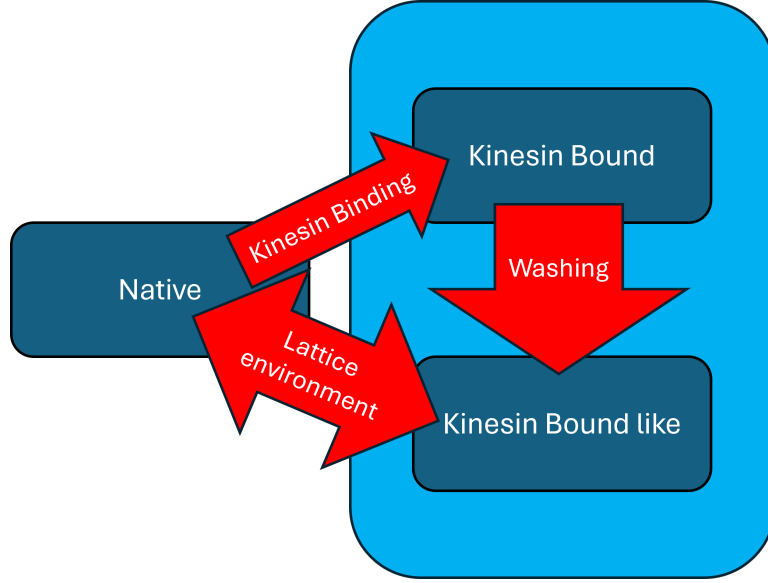 Kinesin Bound
Kinesin Binding
Washing
Native
Lattice
environment
Kinesin Bound like